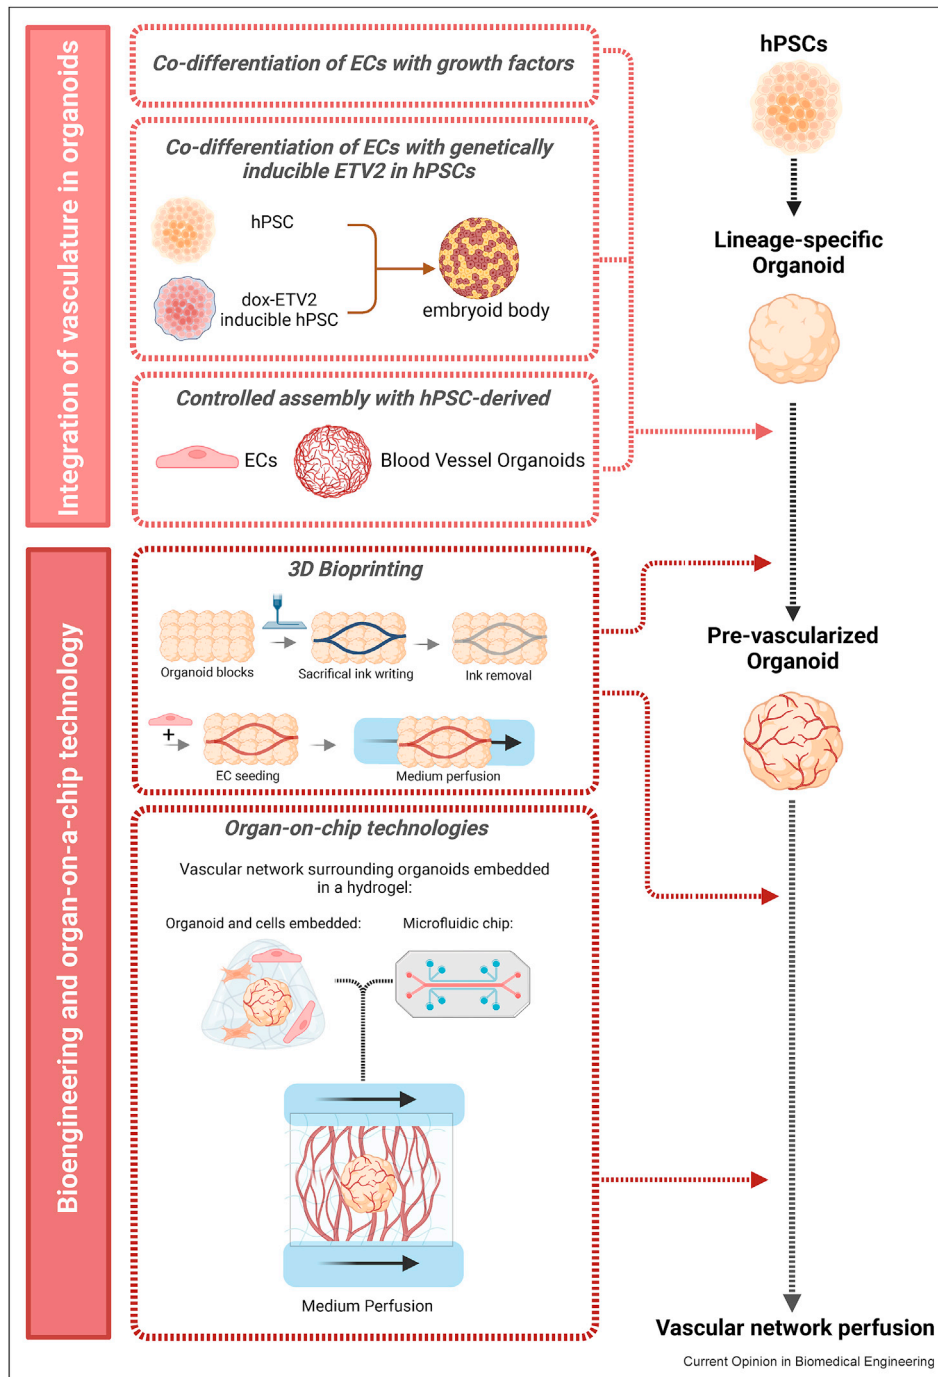 Integration of vasculature in organoids
Co-differentiation of ECs with growth factors
Co-differentiation of ECs with genetically
inducible ETV2 in hPSCs
hPSC
dox-ETV2
inducible hPSC
embryoid body
Controlled assembly with hPSC-derived
ECs
Blood Vessel Organoids
Bioengineering and organ-on-a-chip technology
3D Bioprinting
Organoid blocks
Sacrifical ink writing
Ink removal
+
EC seeding
Medium perfusion
Organ-on-chip technologies
Vascular network surrounding organoids embedded
in a hydrogel:
Organoid and cells embedded:
Microfluidic chip:
Medium Perfusion
hPSCs
Lineage-specific
Organoid
Pre-vascularized
Organoid
Vascular network perfusion
Current Opinion in Biomedical Engineering